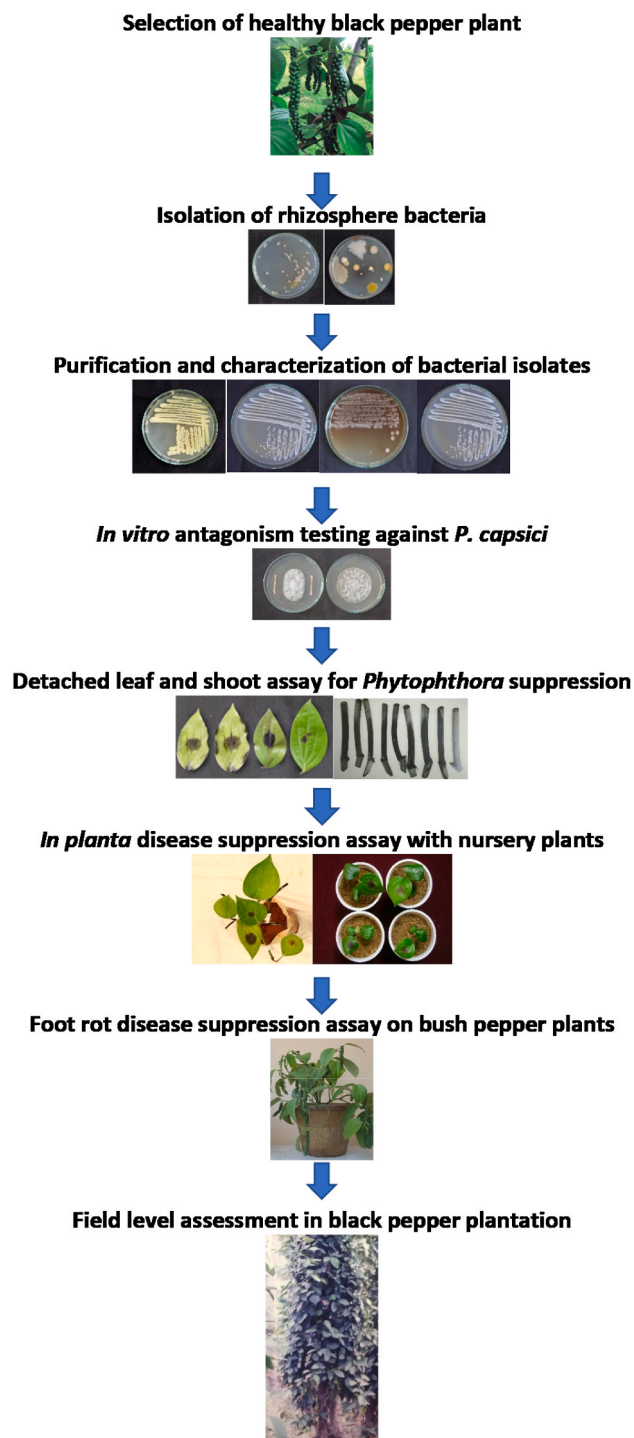 Selection of healthy black pepper plant
Isolation of rhizosphere bacteria
Purification and characterization of bacterial isolates
In vitro antagonism testing against P. capsici
Detached leaf and shoot assay for Phytophthora suppression
In planta disease suppression assay with nursery plants
Foot rot disease suppression assay on bush pepper plants
Field level assessment in black pepper plantation